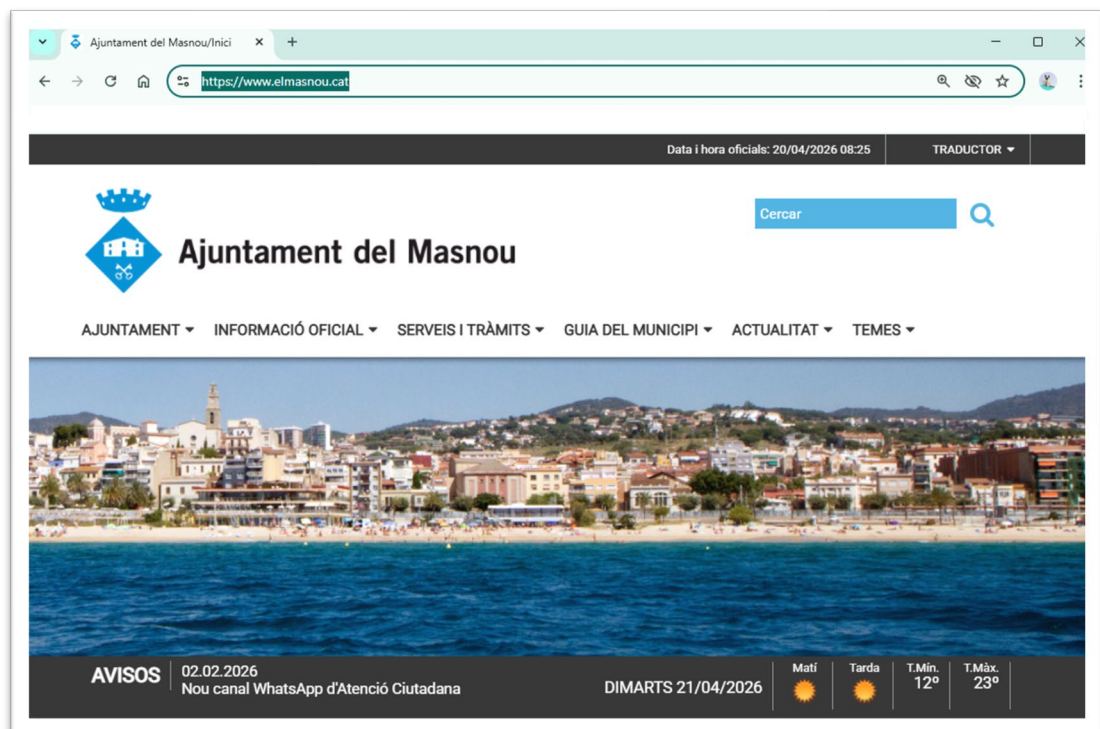 Ajuntament del Masnou/Inici
https://www.elmasnou.cat
Data i hora oficials: 20/04/2026 08:25 TRADUCTOR
Cercar
Ajuntament del Masnou
AJUNTAMENT INFORMACIÓ OFICIAL SERVEIS I TRÀMITS GUIA DEL MUNICIPI ACTUALITAT TEMES
AVISOS
02.02.2026
Nou canal WhatsApp d'Atenció Ciutadana
DIMARTS 21/04/2026
Matí Tarda T.Mín. T.Màx.
12º 23º